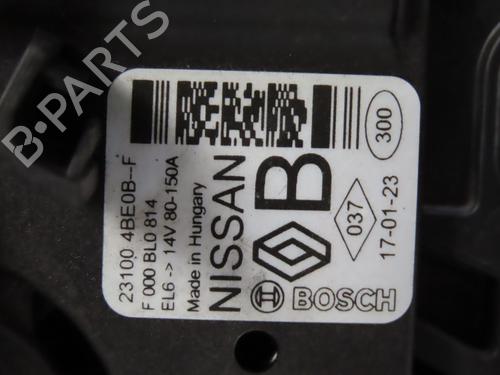 23100 4BE0B--F
F 000 BL0 814
EL6 -> 14V 80-150A
Made in Hungary
NISSAN
B
BOSCH
037
300
17-01-23
B-PARTS